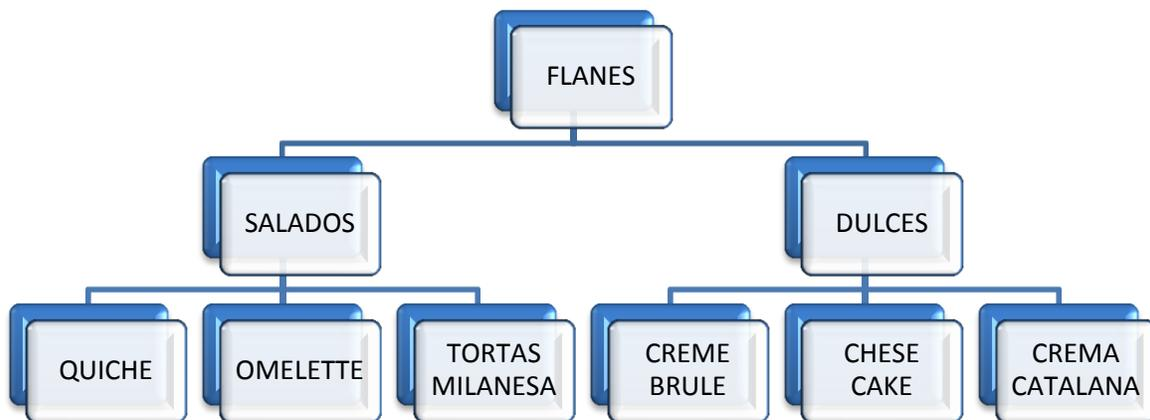 FLANES
SALADOS
DULCES
QUICHE
OMELETTE
TORTAS
MILANESA
CREME
BRULE
CHESE
CAKE
CREMA
CATALANA